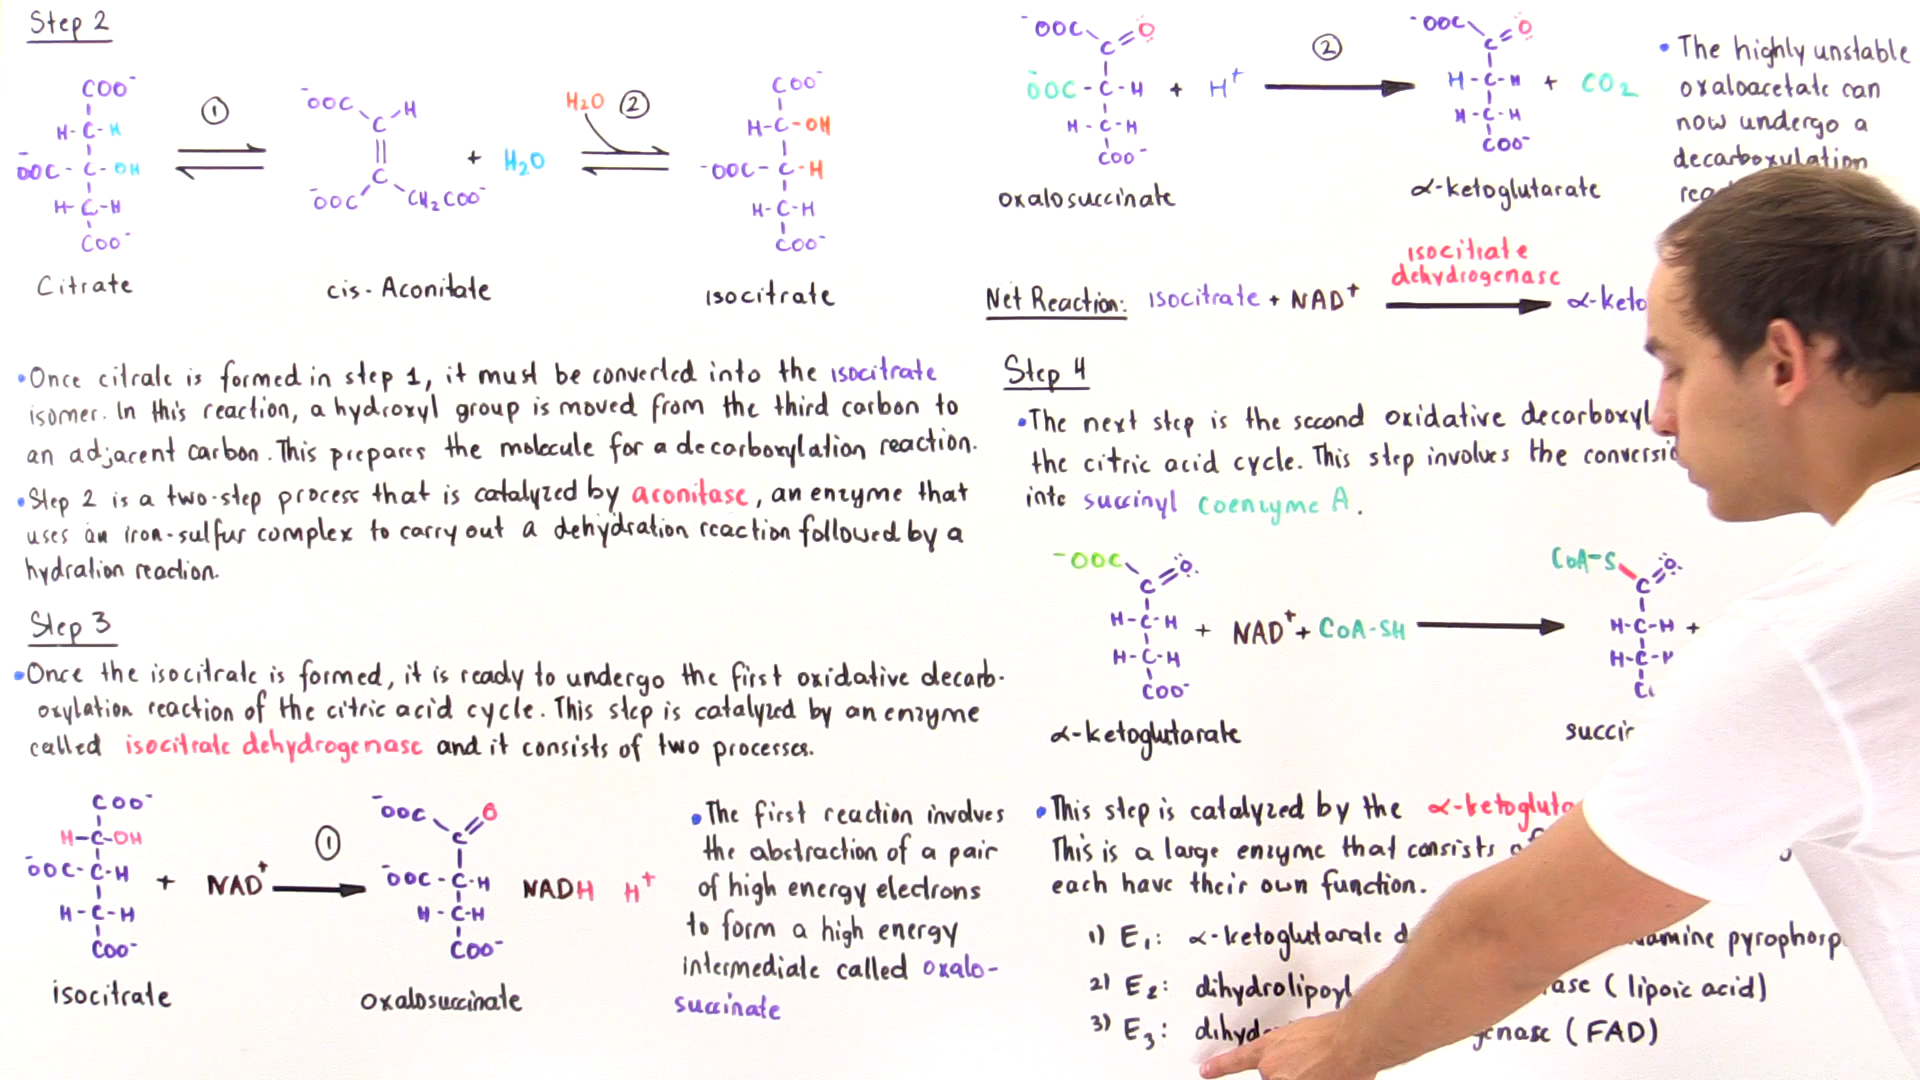 Step 2
COO⁻
H-C-H
⁻OOC-C-OH
H-C-H
COO⁻
Citrate
①
⁻OOC
C-H
C
⁻OOC
CH₂COO⁻
cis-Aconitate
+ H₂O
H₂O ②
COO⁻
H-C-OH
⁻OOC-C-H
H-C-H
COO⁻
Isocitrate
• Once citrate is formed in step 1, it must be converted into the isocitrate
isomer. In this reaction, a hydroxyl group is moved from the third carbon to
an adjacent carbon. This prepares the molecule for a decarboxylation reaction.
• Step 2 is a two-step process that is catalyzed by aconitase, an enzyme that
uses an iron-sulfur complex to carry out a dehydration reaction followed by a
hydration reaction.
Step 3
• Once the isocitrate is formed, it is ready to undergo the first oxidative decarb-
oxylation reaction of the citric acid cycle. This step is catalyzed by an enzyme
called isocitrate dehydrogenase and it consists of two processes.
COO⁻
H-C-OH
⁻OOC-C-H
H-C-H
COO⁻
isocitrate
+ NAD⁺
①
⁻OOC
C=O
⁻OOC-C-H
H-C-H
COO⁻
oxalosuccinate
NADH H⁺
• The first reaction involves
the abstraction of a pair
of high energy electrons
to form a high energy
intermediate called oxalo-
succinate
⁻OOC
C=O
⁻OOC-C-H
H-C-H
COO⁻
oxalosuccinate
+ H⁺
②
⁻OOC
C=O
H-C-H
H-C-H
COO⁻
α-ketoglutarate
+ CO₂
• The highly unstable
oxaloacetate can
now undergo a
decarboxylation
Net Reaction: isocitrate + NAD⁺
isocitrate
dehydrogenase
α-keto
Step 4
• The next step is the second oxidative decarboxyl
the citric acid cycle. This step involves the conversio
into succinyl coenzyme A.
⁻OOC
C=O
H-C-H
H-C-H
COO⁻
α-ketoglutarate
+ NAD⁺ + CoA-SH
CoA-S
C=O
H-C-H +
H-C-H
C
succi
• This step is catalyzed by the α-ketogluta
This is a large enzyme that consists of
each have their own function.
1) E₁: α-ketoglutarate d amine pyrophosp
2) E₂: dihydrolipoyl ase (lipoic acid)
3) E₃: dihyd genase (FAD)